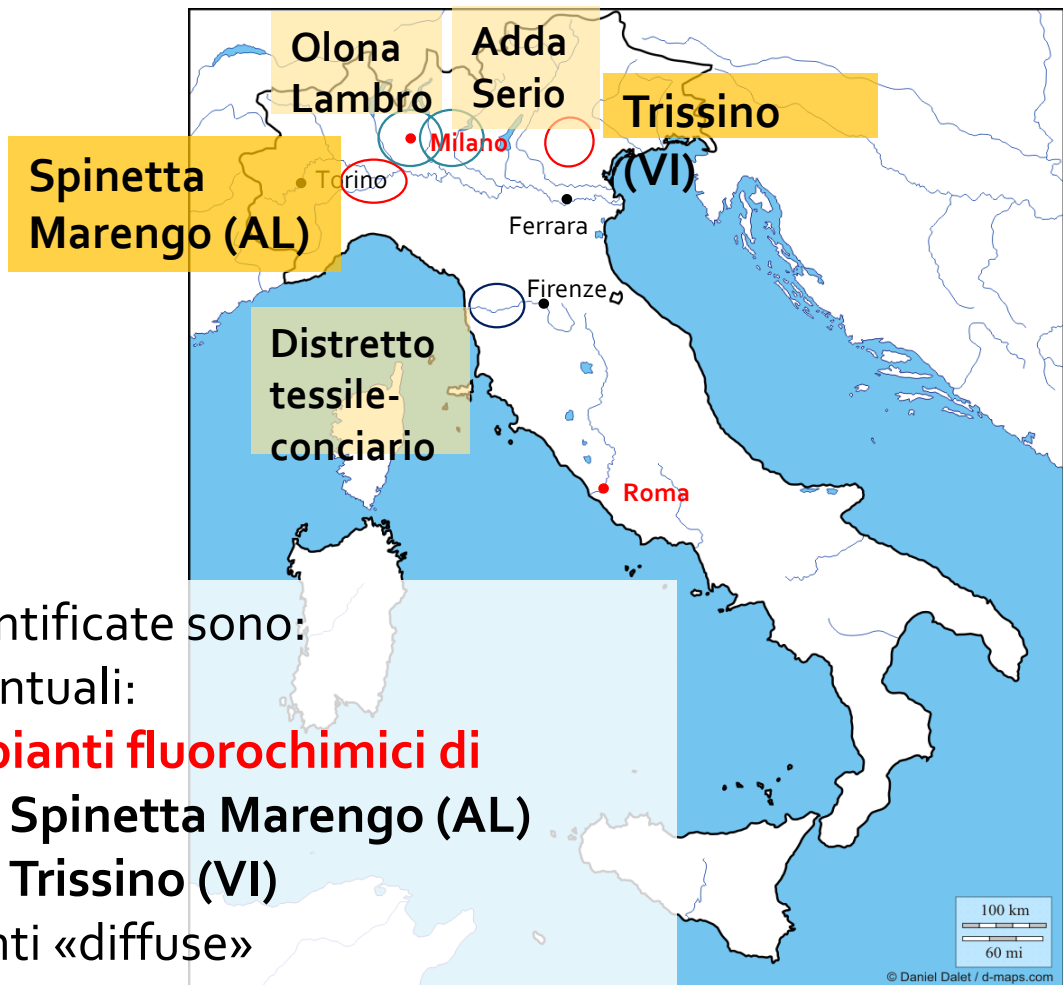 Olona
Lambro
Adda
Serio
Trissino
(VI)
Milano
Spinetta
Marengo (AL)
Torino
Ferrara
Firenze
Distretto
tessile-
conciario
Roma
ntificate sono:
ntuali:
pianti fluorochimici di
Spinetta Marengo (AL)
Trissino (VI)
nti «diffuse»
100 km
60 mi
© Daniel Dalet / d-maps.com